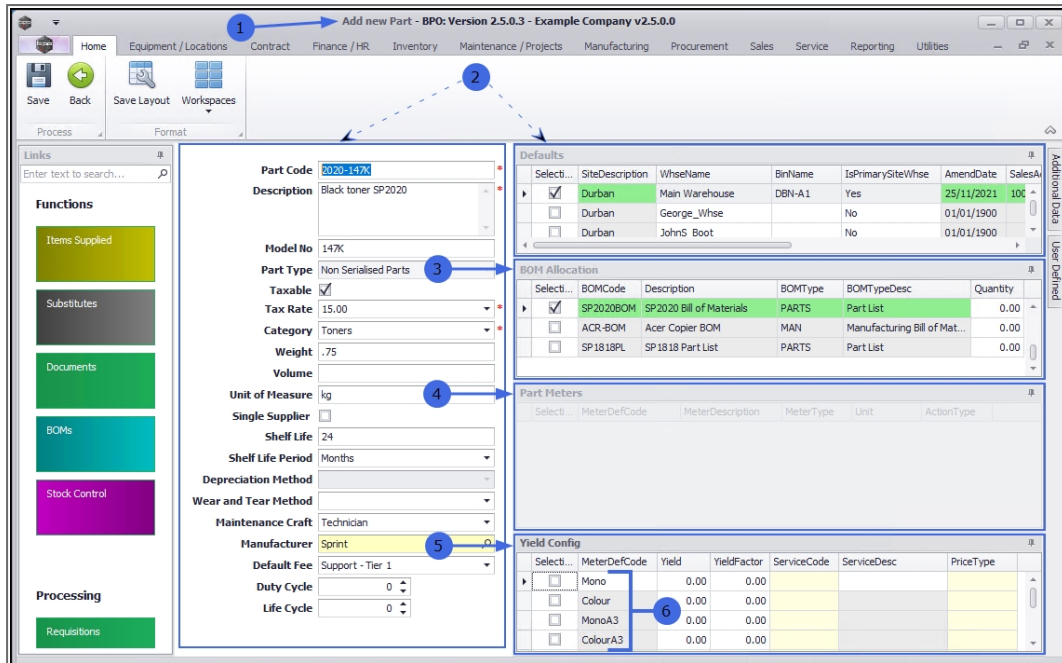 Add new Part - BPO: Version 2.5.0.3 - Example Company v2.5.0.0
1
Home Equipment / Locations Contract Finance / HR Inventory Maintenance / Projects Manufacturing Procurement Sales Service Reporting Utilities
2
Save Back Save Layout Workspaces
Process Format
Links
Enter text to search...
Functions
Items Supplied
Substitutes
Documents
BOMs
Stock Control
Processing
Requisitions
Part Code 2020-147K *
Description Black toner SP2020 *
Model No 147K
Part Type Non Serialised Parts
Taxable
Tax Rate 15.00 *
Category Toners *
Weight .75
Volume
Unit of Measure kg
Single Supplier
Shelf Life 24
Shelf Life Period Months
Depreciation Method
Wear and Tear Method
Maintenance Craft Technician
Manufacturer Sprint
Default Fee Support - Tier 1
Duty Cycle 0
Life Cycle 0
3
4
5
Defaults
Selecti... SiteDescription WhseName BinName IsPrimarySiteWhse AmendDate SalesA
Durban Main Warehouse DBN-A1 Yes 25/11/2021 100
Durban George_Whse No 01/01/1900
Durban JohnS Boot No 01/01/1900
BOM Allocation
Selecti... BOMCode Description BOMType BOMTypeDesc Quantity
SP2020BOM SP2020 Bill of Materials PARTS Part List 0.00
ACR-BOM Acer Copier BOM MAN Manufacturing Bill of Mat... 0.00
SP1818PL SP1818 Part List PARTS Part List 0.00
Part Meters
Selecti... MeterDefCode MeterDescription MeterType Unit ActionType
Yield Config
Selecti... MeterDefCode Yield YieldFactor ServiceCode ServiceDesc PriceType
Mono 0.00 0.00
Colour 0.00 0.00
MonoA3 0.00 0.00
ColourA3 0.00 0.00
6
Additional Data
User Defined